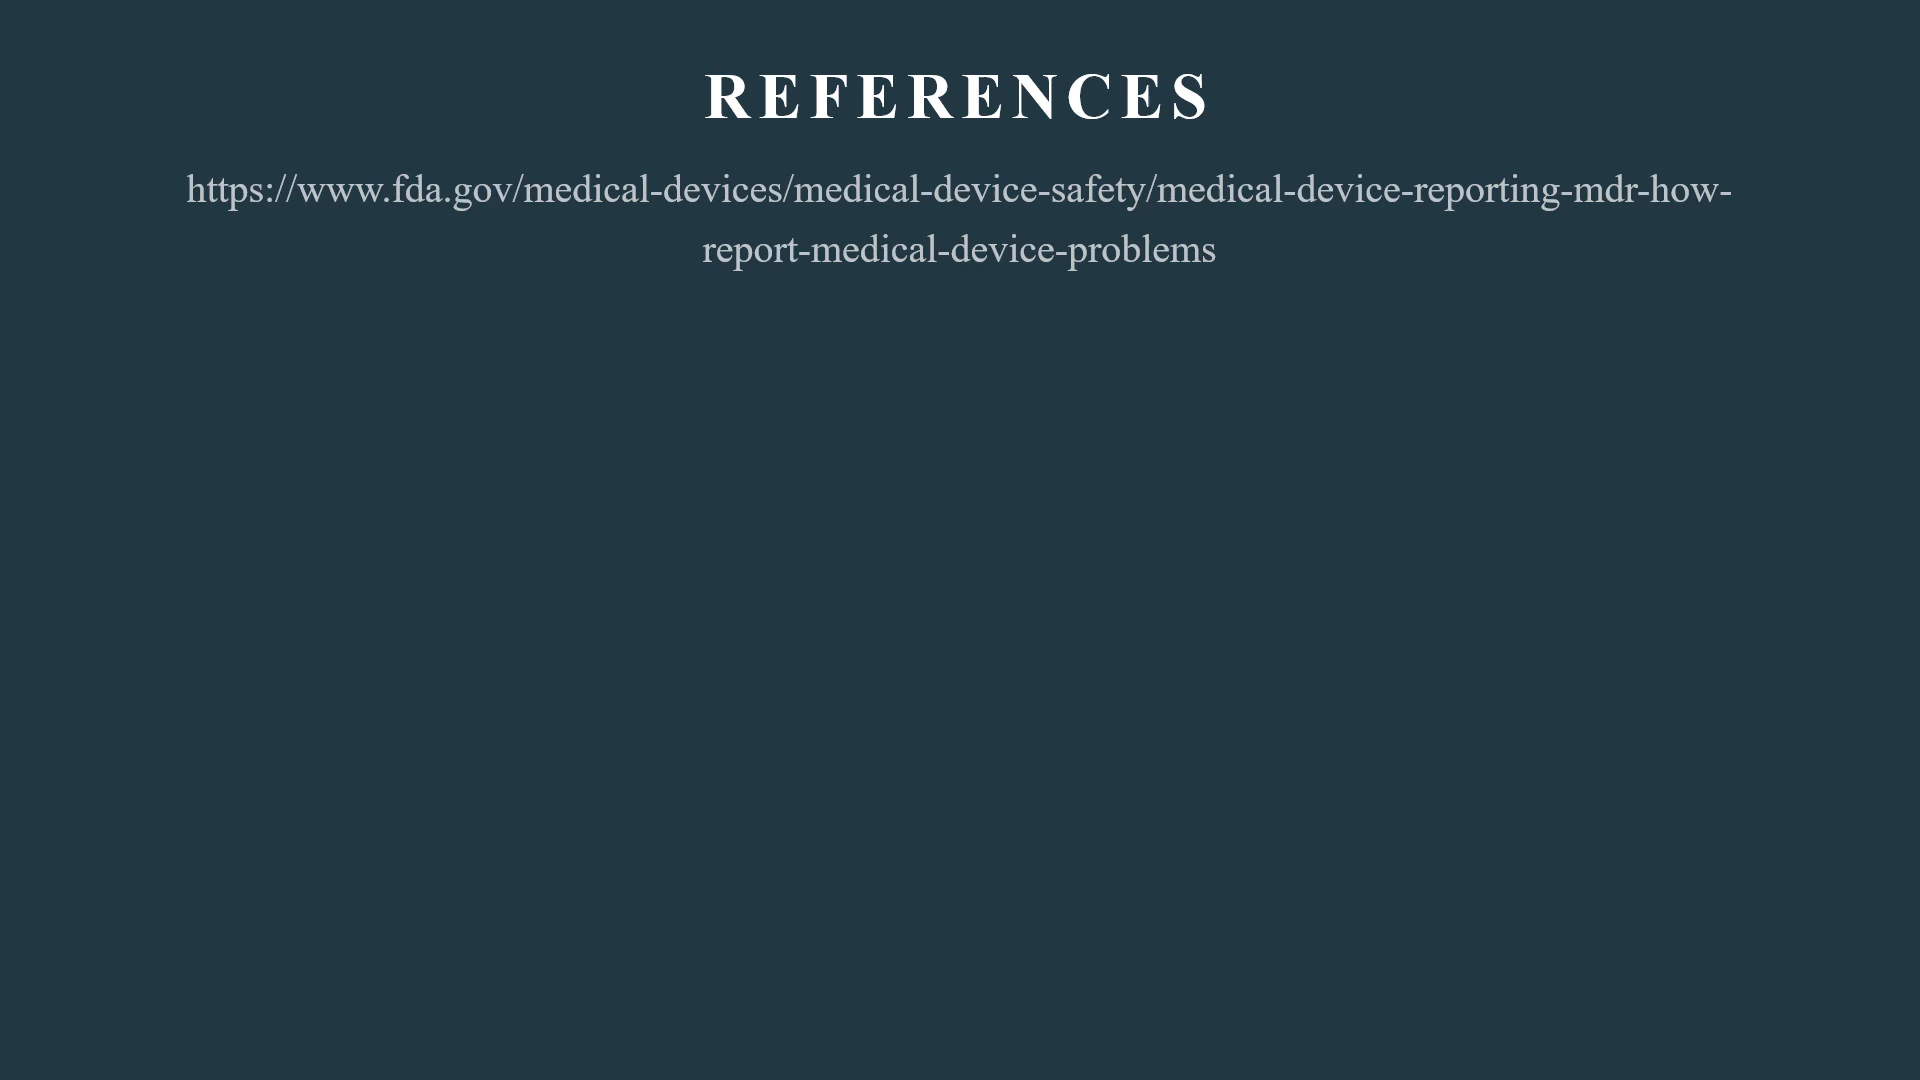 REFERENCES
https://www.fda.gov/medical-devices/medical-device-safety/medical-device-reporting-mdr-how-
report-medical-device-problems